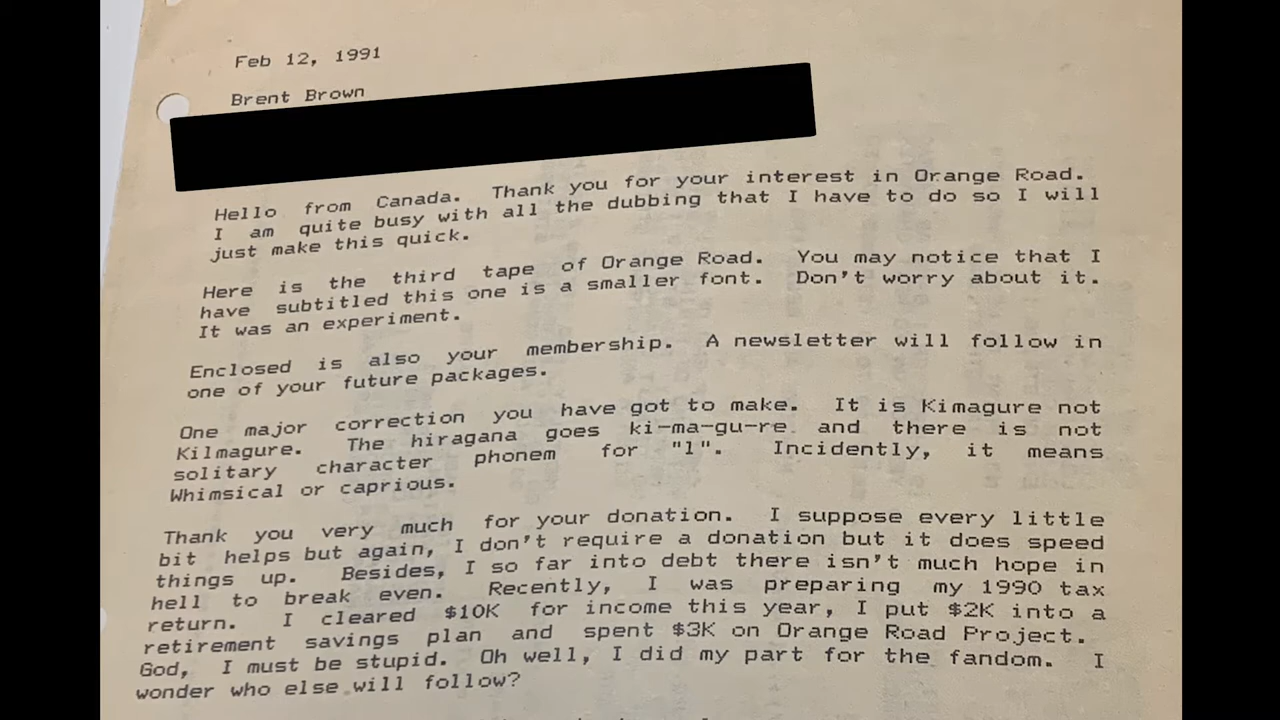 Feb 12, 1991
Brent Brown
Hello from Canada. Thank you for your interest in Orange Road.
I am quite busy with all the dubbing that I have to do so I will
just make this quick.
Here is the third tape of Orange Road. You may notice that I
have subtitled this one is a smaller font. Don't worry about it.
It was an experiment.
Enclosed is also your membership. A newsletter will follow in
one of your future packages.
One major correction you have got to make. It is Kimagure not
Kilmagure. The hiragana goes ki-ma-gu-re and there is not
solitary character phonem for "l". Incidently, it means
Whimsical or caprious.
Thank you very much for your donation. I suppose every little
bit helps but again, I don't require a donation but it does speed
things up. Besides, I so far into debt there isn't much hope in
hell to break even. Recently, I was preparing my 1990 tax
return. I cleared $10K for income this year, I put $2K into a
retirement savings plan and spent $3K on Orange Road Project.
God, I must be stupid. Oh well, I did my part for the fandom. I
wonder who else will follow?